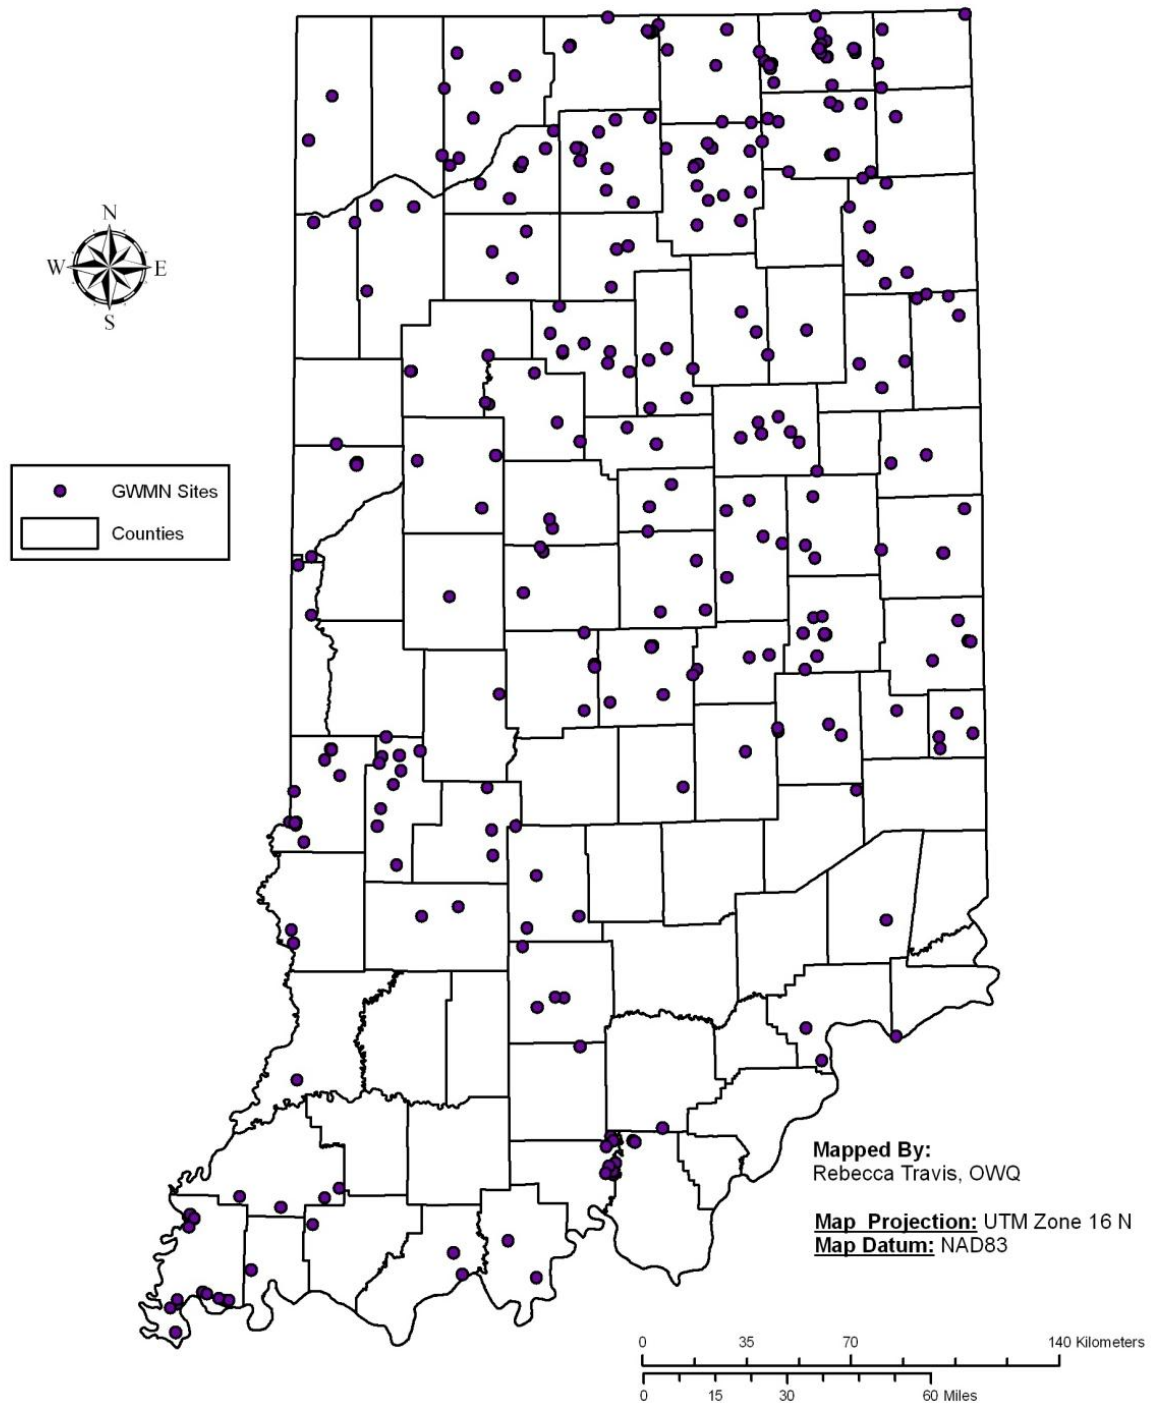 N
W
E
S
GWMN Sites
Counties
Mapped By:
Rebecca Travis, OWQ
Map Projection: UTM Zone 16 N
Map Datum: NAD83
0 35 70 140 Kilometers
0 15 30 60 Miles